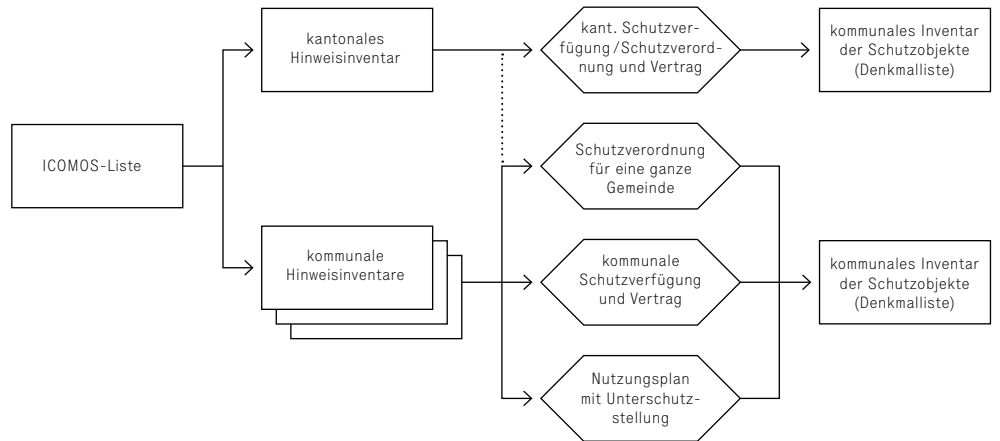 kantonales
Hinweisinventar
kant. Schutzver-
fügung/Schutzverord-
nung und Vertrag
kommunales Inventar
der Schutzobjekte
(Denkmalliste)
ICOMOS-Liste
Schutzverordnung
für eine ganze
Gemeinde
kommunale
Hinweisinventare
kommunale
Schutzverfügung
und Vertrag
kommunales Inventar
der Schutzobjekte
(Denkmalliste)
Nutzungsplan
mit Unterschutz-
stellung